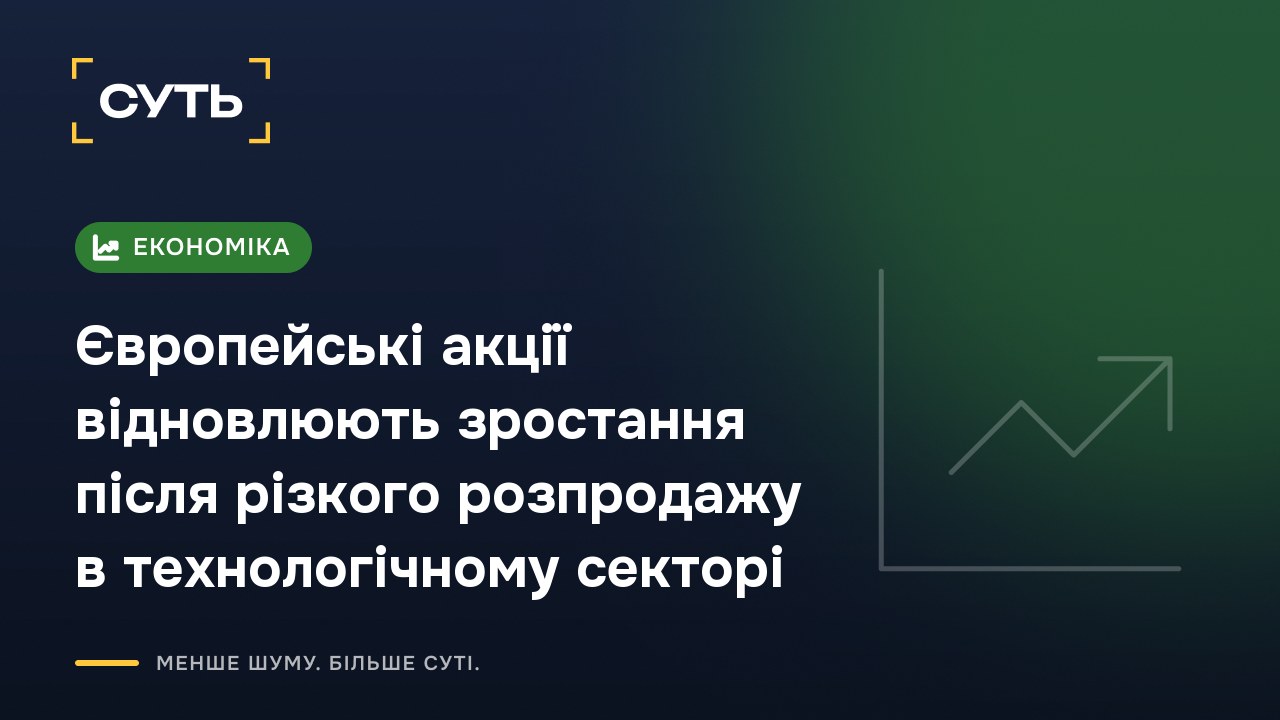 СУТЬ
ЕКОНОМІКА
Європейські акції
відновлюють зростання
після різкого розпродажу
в технологічному секторі
МЕНШЕ ШУМУ. БІЛЬШЕ СУТІ.